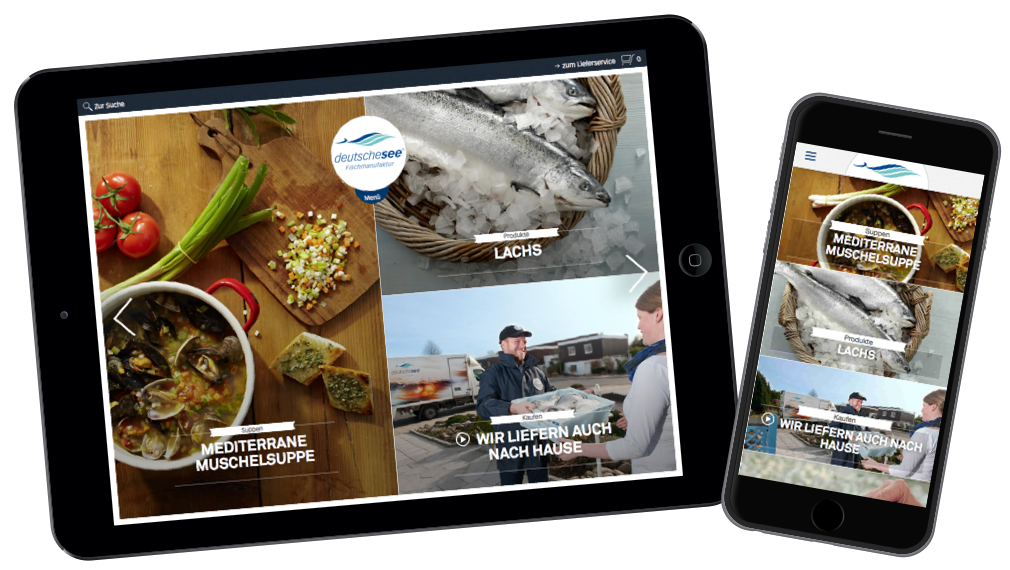 Zur Suche
→ zum Lieferservice
0
deutschesee
Fischmanufaktur
Menü
Produkte
LACHS
Suppen
MEDITERRANE
MUSCHELSUPPE
deutschesee
Kaufen
WIR LIEFERN AUCH
NACH HAUSE
Suppen
MEDITERRANE
MUSCHELSUPPE
Produkte
LACHS
Kaufen
WIR LIEFERN AUCH NACH
HAUSE